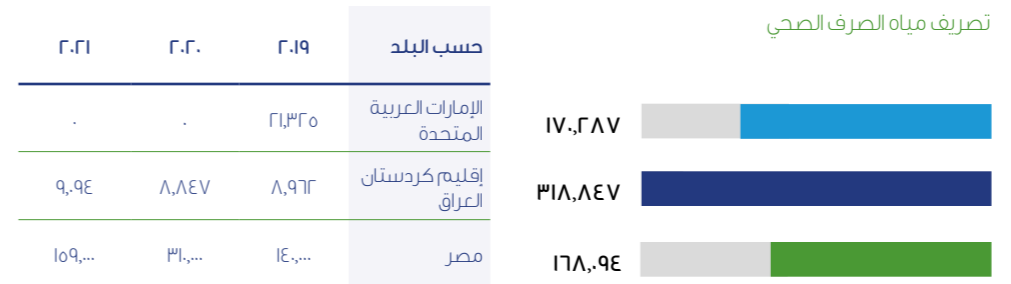 تصريف مياه الصرف الصحي
١٧٠,٢٨٧
٣١٨,٨٤٧
١٦٨,٠٩٤
حسب البلد ٢٠١٩ ٢٠٢٠ ٢٠٢١
الإمارات العربية
المتحدة ٢١,٣٢٥ ٠ ٠
إقليم كردستان
العراق ٨,٩٦٢ ٨,٨٤٧ ٩,٠٩٤
مصر ١٤٠,٠٠٠ ٣١٠,٠٠٠ ١٥٩,٠٠٠